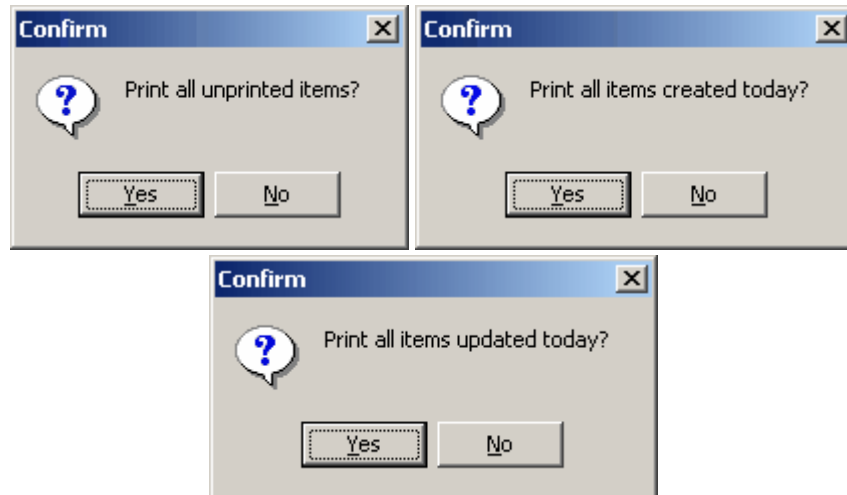 Confirm
Print all unprinted items?
Yes No
Confirm
Print all items created today?
Yes No
Confirm
Print all items updated today?
Yes No